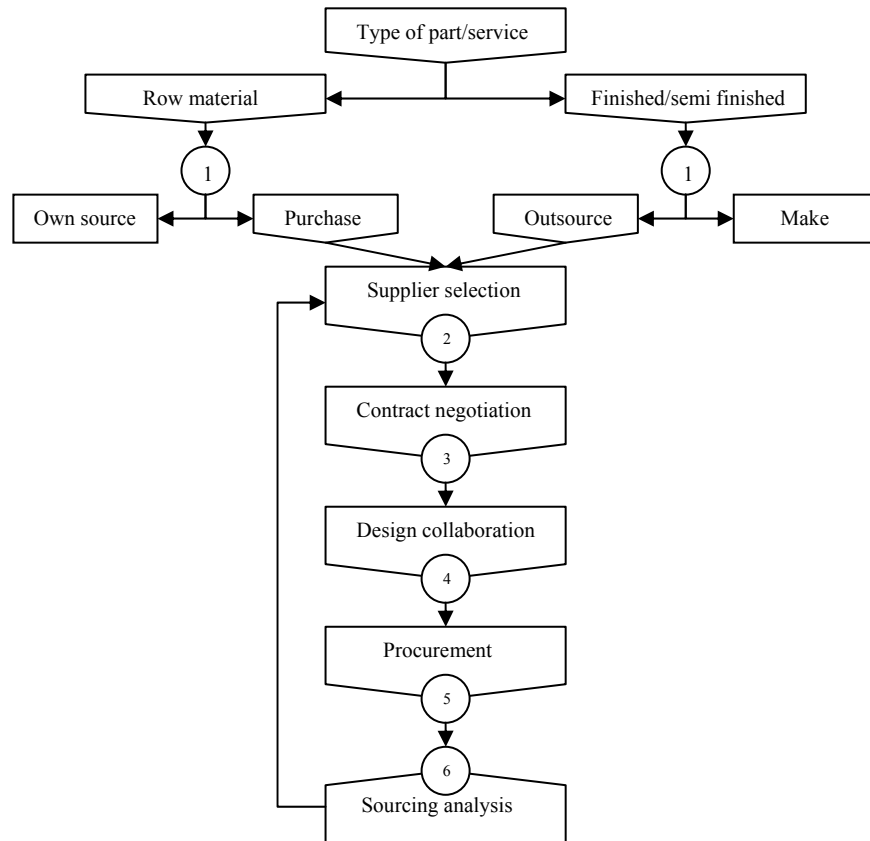 Type of part/service
Row material
Finished/semi finished
1
1
Own source
Purchase
Outsource
Make
Supplier selection
2
Contract negotiation
3
Design collaboration
4
Procurement
5
6
Sourcing analysis